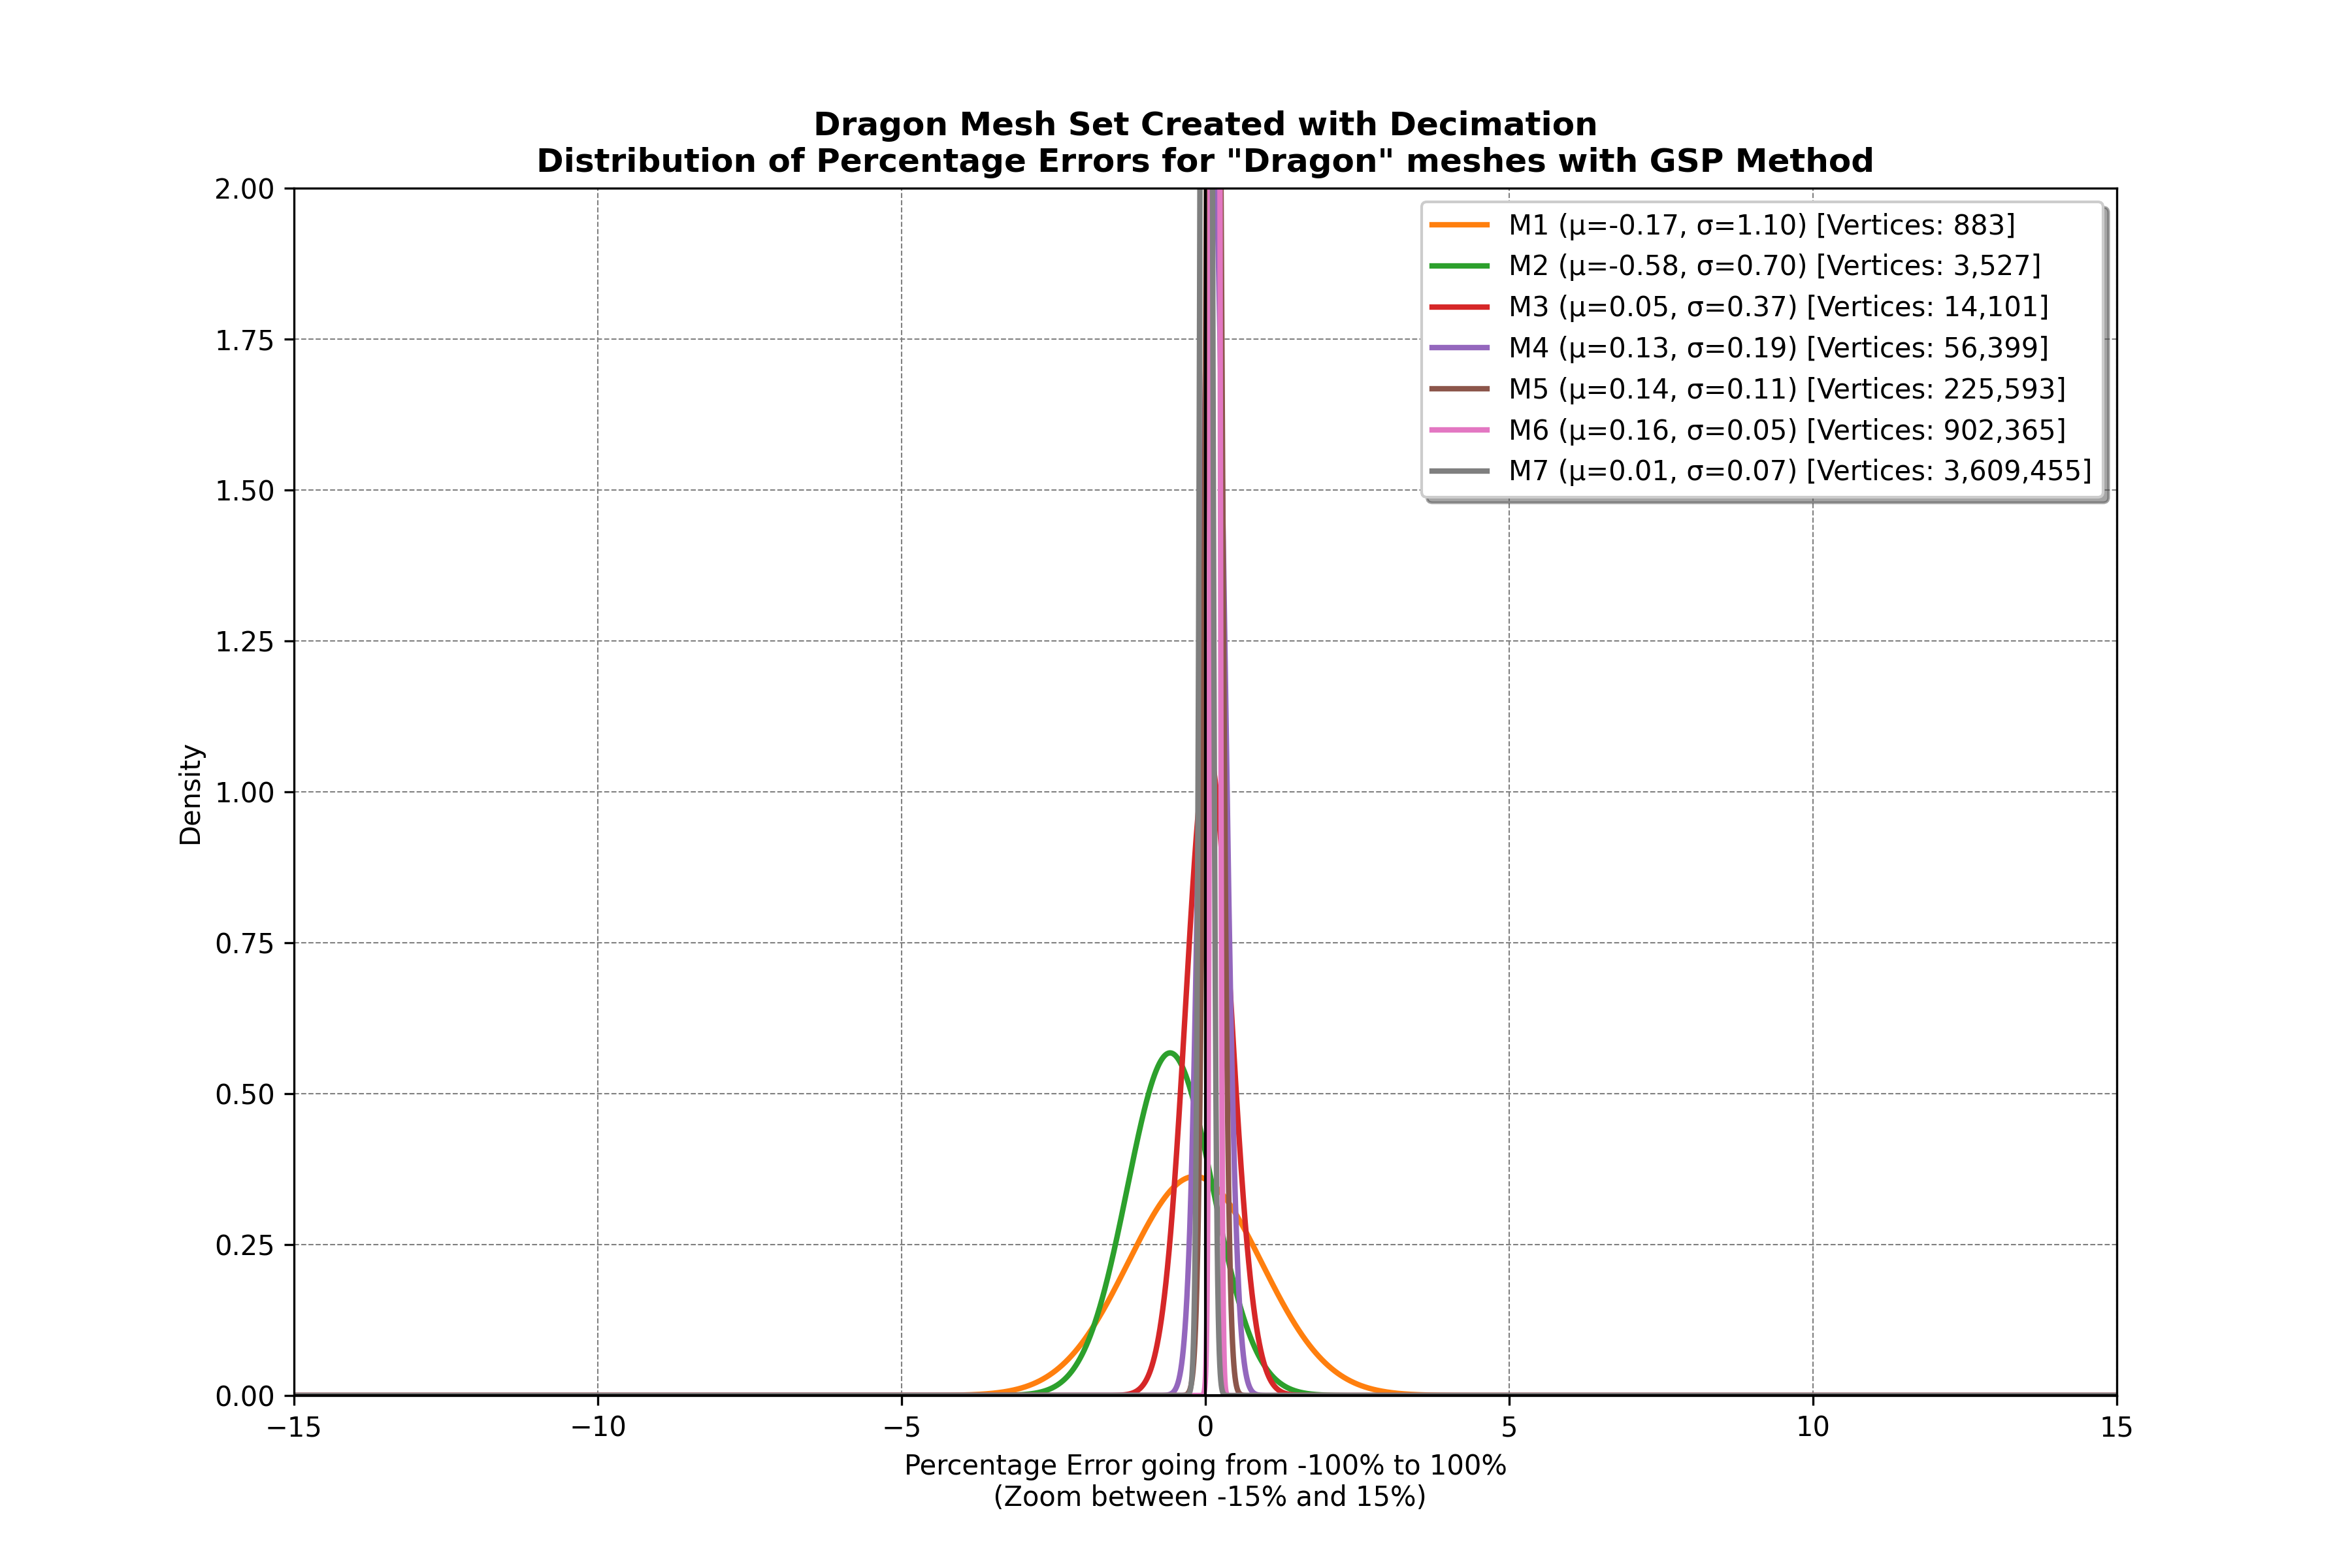 Dragon Mesh Set Created with Decimation
Distribution of Percentage Errors for "Dragon" meshes with GSP Method
M1 (μ=-0.17, σ=1.10) [Vertices: 883]
M2 (μ=-0.58, σ=0.70) [Vertices: 3,527]
M3 (μ=0.05, σ=0.37) [Vertices: 14,101]
M4 (μ=0.13, σ=0.19) [Vertices: 56,399]
M5 (μ=0.14, σ=0.11) [Vertices: 225,593]
M6 (μ=0.16, σ=0.05) [Vertices: 902,365]
M7 (μ=0.01, σ=0.07) [Vertices: 3,609,455]
Density
2.00
1.75
1.50
1.25
1.00
0.75
0.50
0.25
0.00
−15 −10 −5 0 5 10 15
Percentage Error going from -100% to 100%
(Zoom between -15% and 15%)